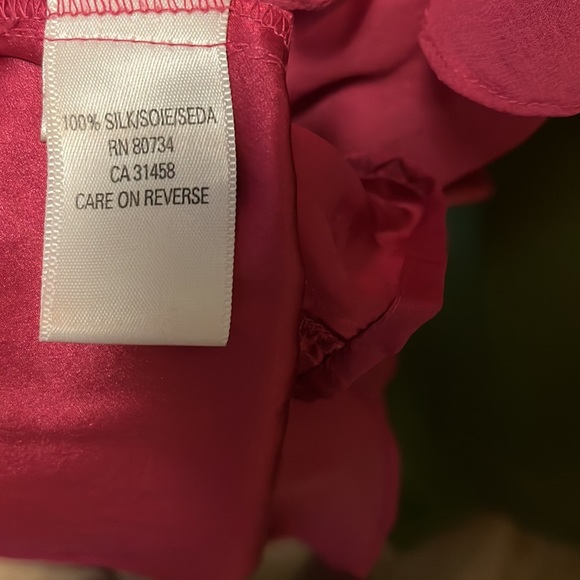 100% SILK/SOIE/SEDA
RN 80734
CA 31458
CARE ON REVERSE